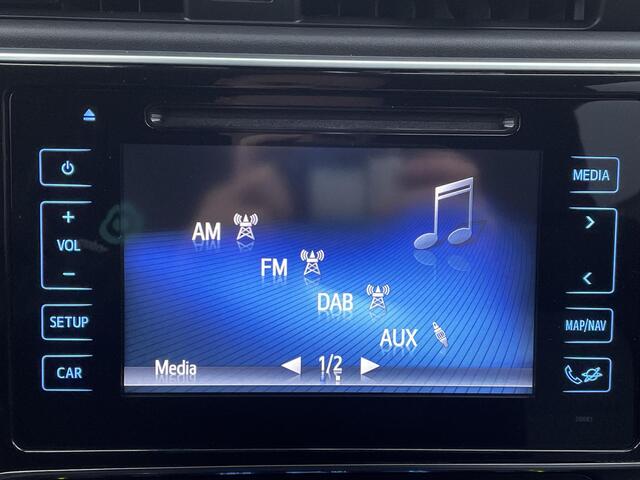 MEDIA
+
VOL
−
AM
FM
DAB
AUX
SETUP
MAP/NAV
CAR
Media
1/2